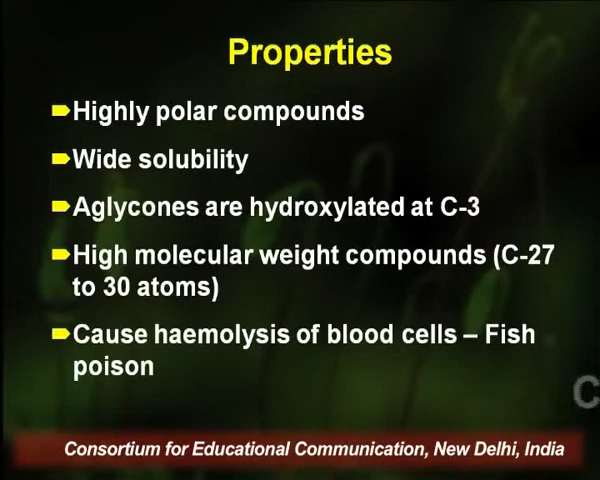 Properties
Highly polar compounds
Wide solubility
Aglycones are hydroxylated at C-3
High molecular weight compounds (C-27
to 30 atoms)
Cause haemolysis of blood cells – Fish
poison
C
Consortium for Educational Communication, New Delhi, India